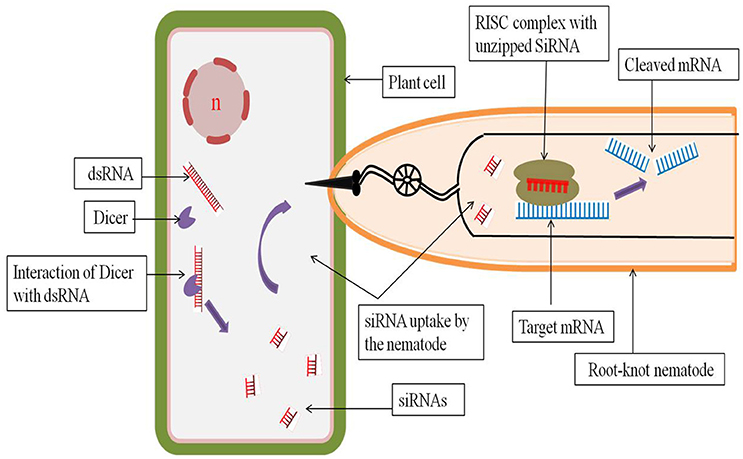 RISC complex with
unzipped SiRNA
Cleaved mRNA
Plant cell
n
dsRNA
Dicer
Interaction of Dicer
with dsRNA
siRNA uptake by
the nematode
Target mRNA
Root-knot nematode
siRNAs